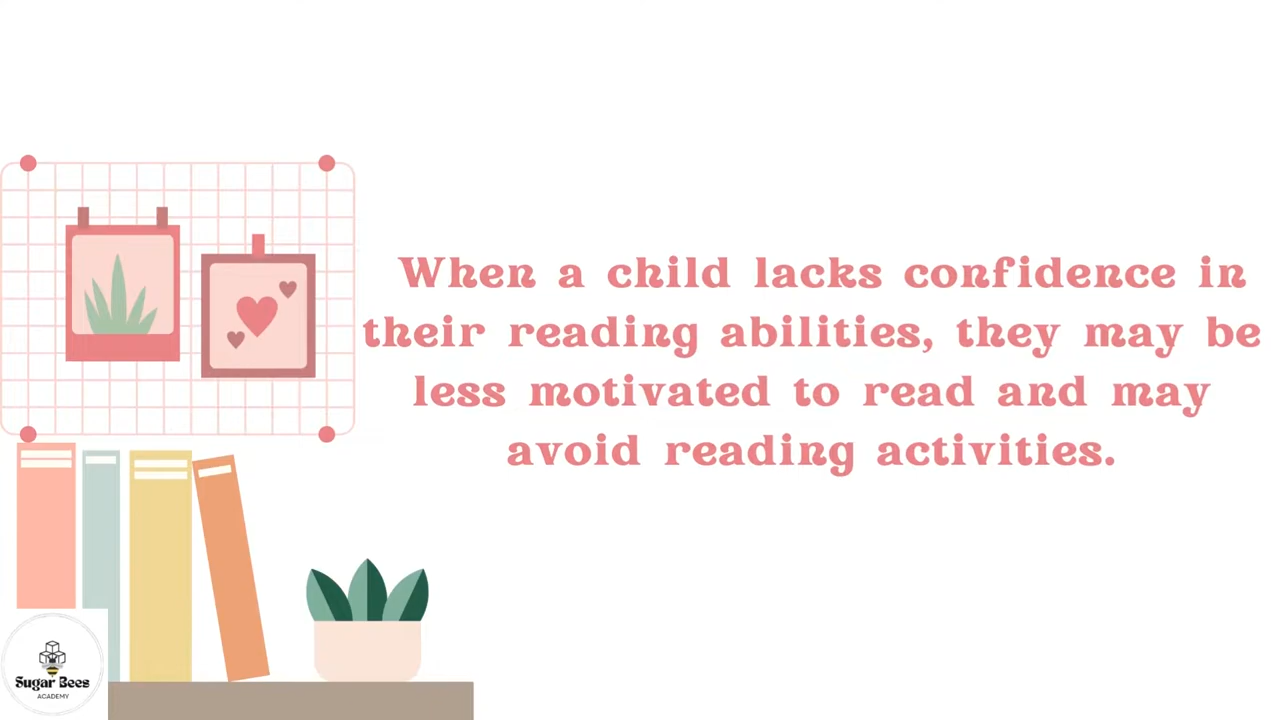 When a child lacks confidence in
their reading abilities, they may be
less motivated to read and may
avoid reading activities.
Sugar Bees
ACADEMY